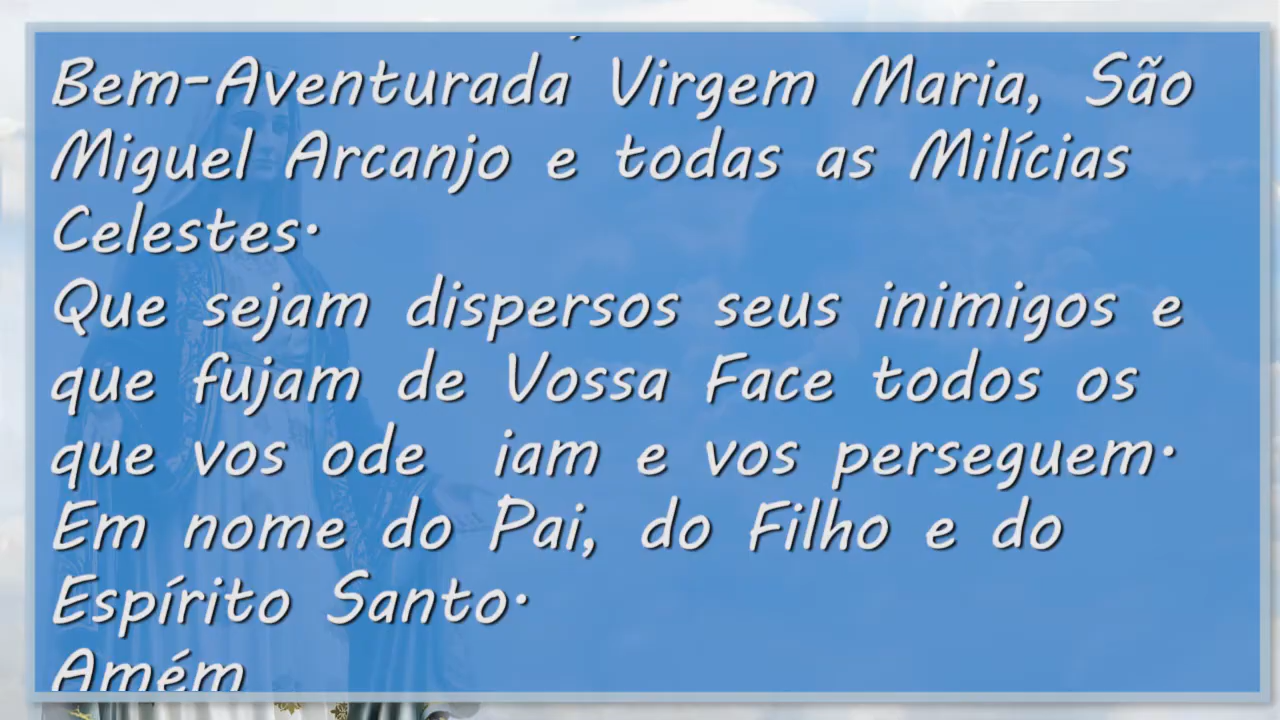 Bem-Aventurada Virgem Maria, São
Miguel Arcanjo e todas as Milícias
Celestes.
Que sejam dispersos seus inimigos e
que fujam de Vossa Face todos os
que vos ode iam e vos perseguem.
Em nome do Pai, do Filho e do
Espírito Santo.
Amém